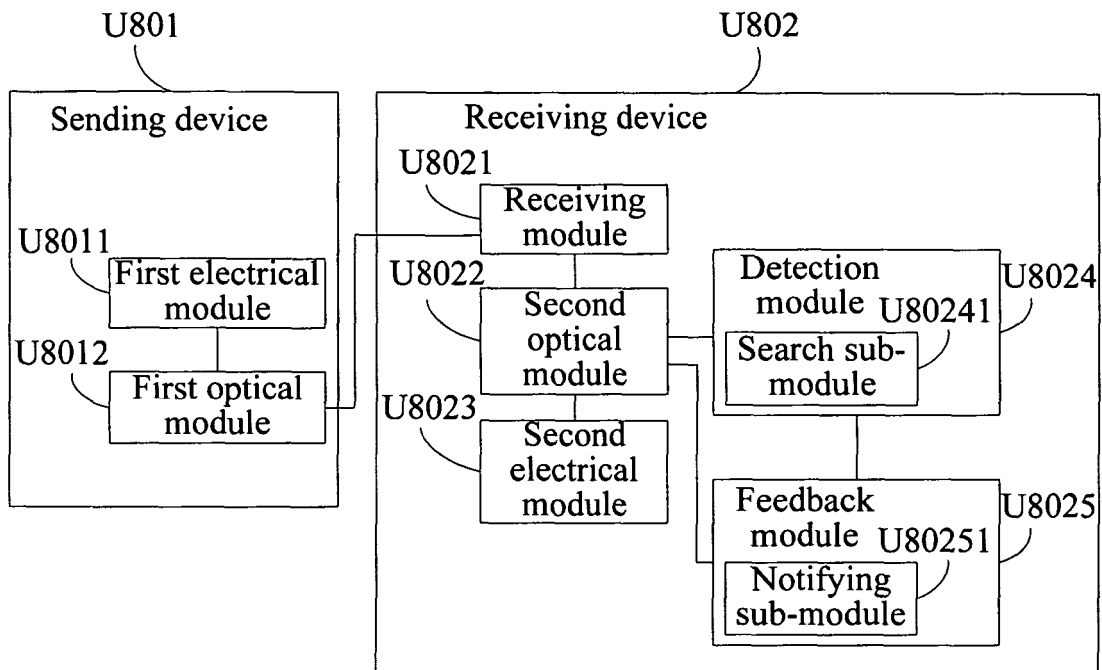 U801
U802
Sending device
Receiving device
U8021
Receiving
module
U8011
First electrical
module
U8022
Second
optical
module
Detection
module
U8024
U80241
Search sub-
module
U8012
First optical
module
U8023
Second
electrical
module
Feedback
module
U8025
U80251
Notifying
sub-module